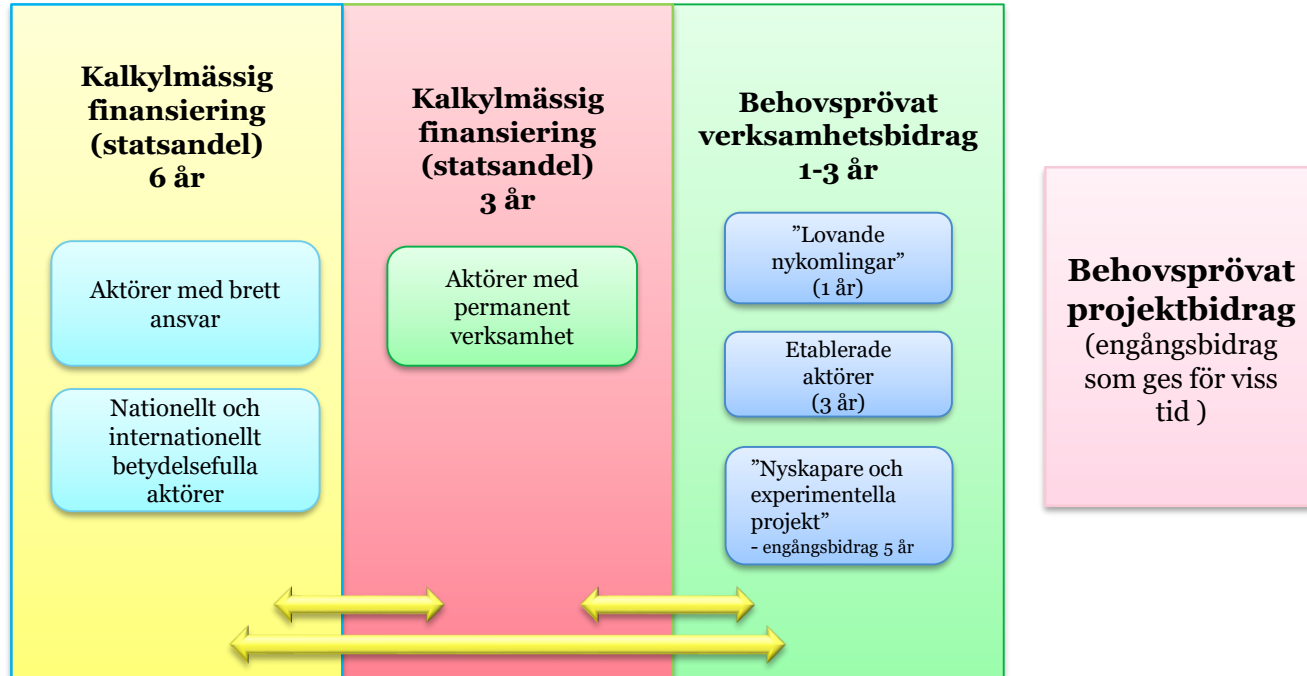 Kalkylmässig
finansiering
(statsandel)
6 år
Aktörer med brett
ansvar
Nationellt och
internationellt
betydelsefulla
aktörer
Kalkylmässig
finansiering
(statsandel)
3 år
Aktörer med
permanent
verksamhet
Behovsprövat
verksamhetsbidrag
1-3 år
”Lovande
nykomlingar”
(1 år)
Etablerade
aktörer
(3 år)
”Nyskapare och
experimentella
projekt”
- engångsbidrag 5 år
Behovsprövat
projektbidrag
(engångsbidrag
som ges för viss
tid )